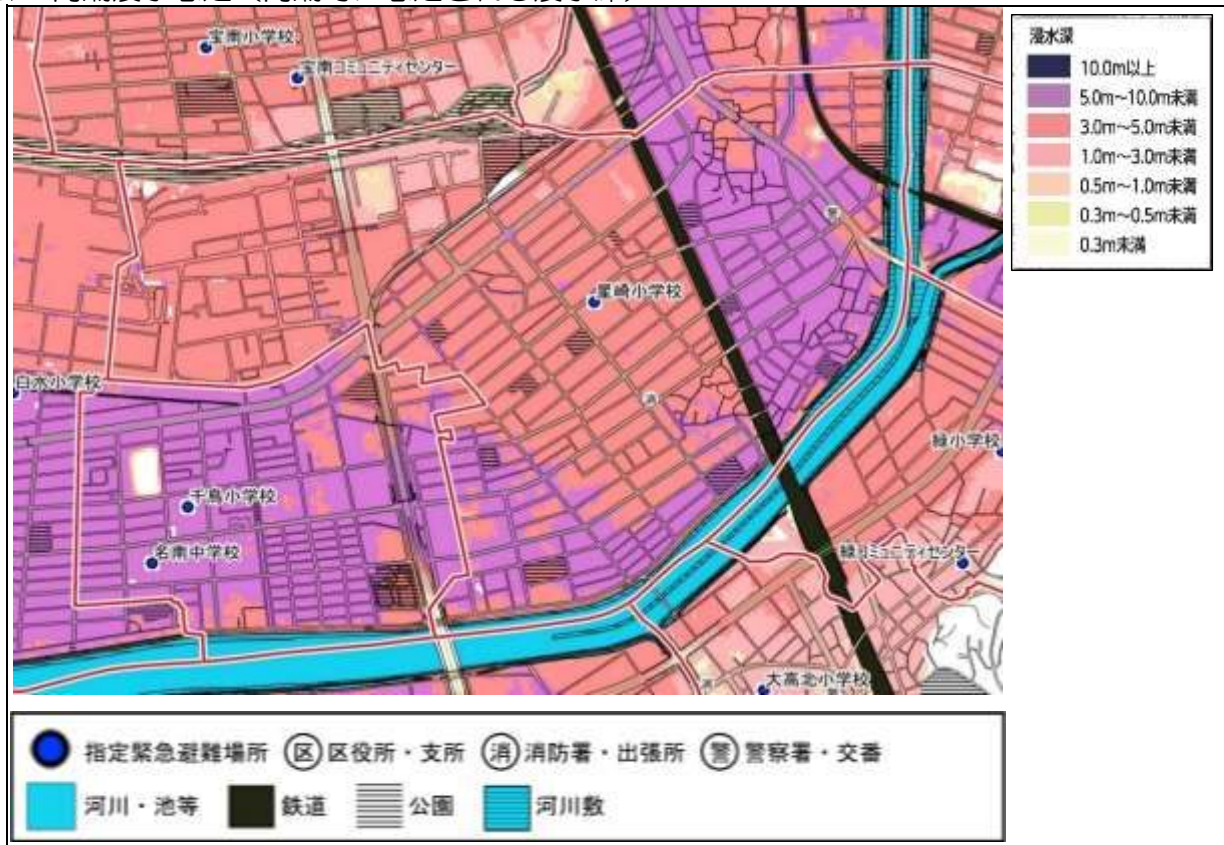 宝南小学校
宝南コミュニティセンター
星崎小学校
警
白水小学校
消
緑小学校
千鳥小学校
名南中学校
緑コミュニティセンター
消
大高北小学校
浸水深
10.0m以上
5.0m～10.0m未満
3.0m～5.0m未満
1.0m～3.0m未満
0.5m～1.0m未満
0.3m～0.5m未満
0.3m未満
指定緊急避難場所 区 区役所・支所 消 消防署・出張所 警 警察署・交番
河川・池等 鉄道 公園 河川敷